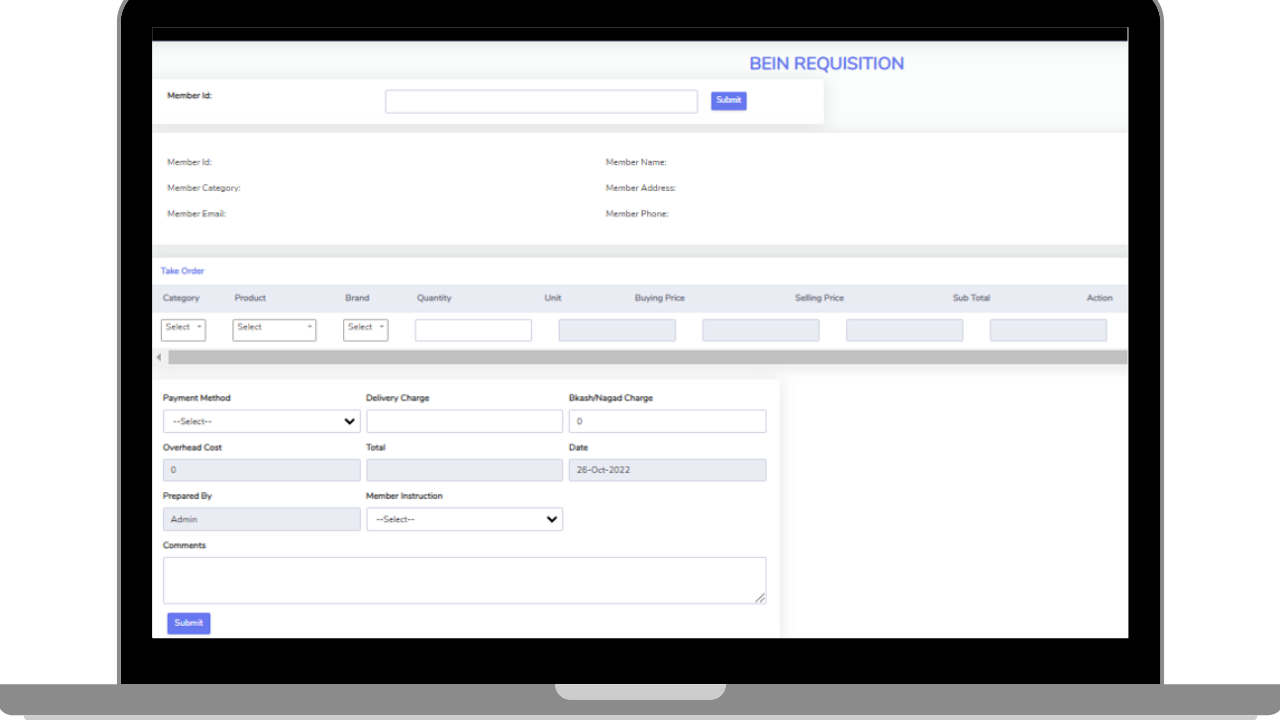 BEIN REQUISITION
Member Id:
Submit
Member Id: Member Name:
Member Category: Member Address:
Member Email: Member Phone:
Take Order
Category Product Brand Quantity Unit Buying Price Selling Price Sub Total Action
Select Select Select
Payment Method Delivery Charge Bkash/Nagad Charge
--Select-- 0
Overhead Cost Total Date
0 26-Oct-2022
Prepared By Member Instruction
Admin --Select--
Comments
Submit